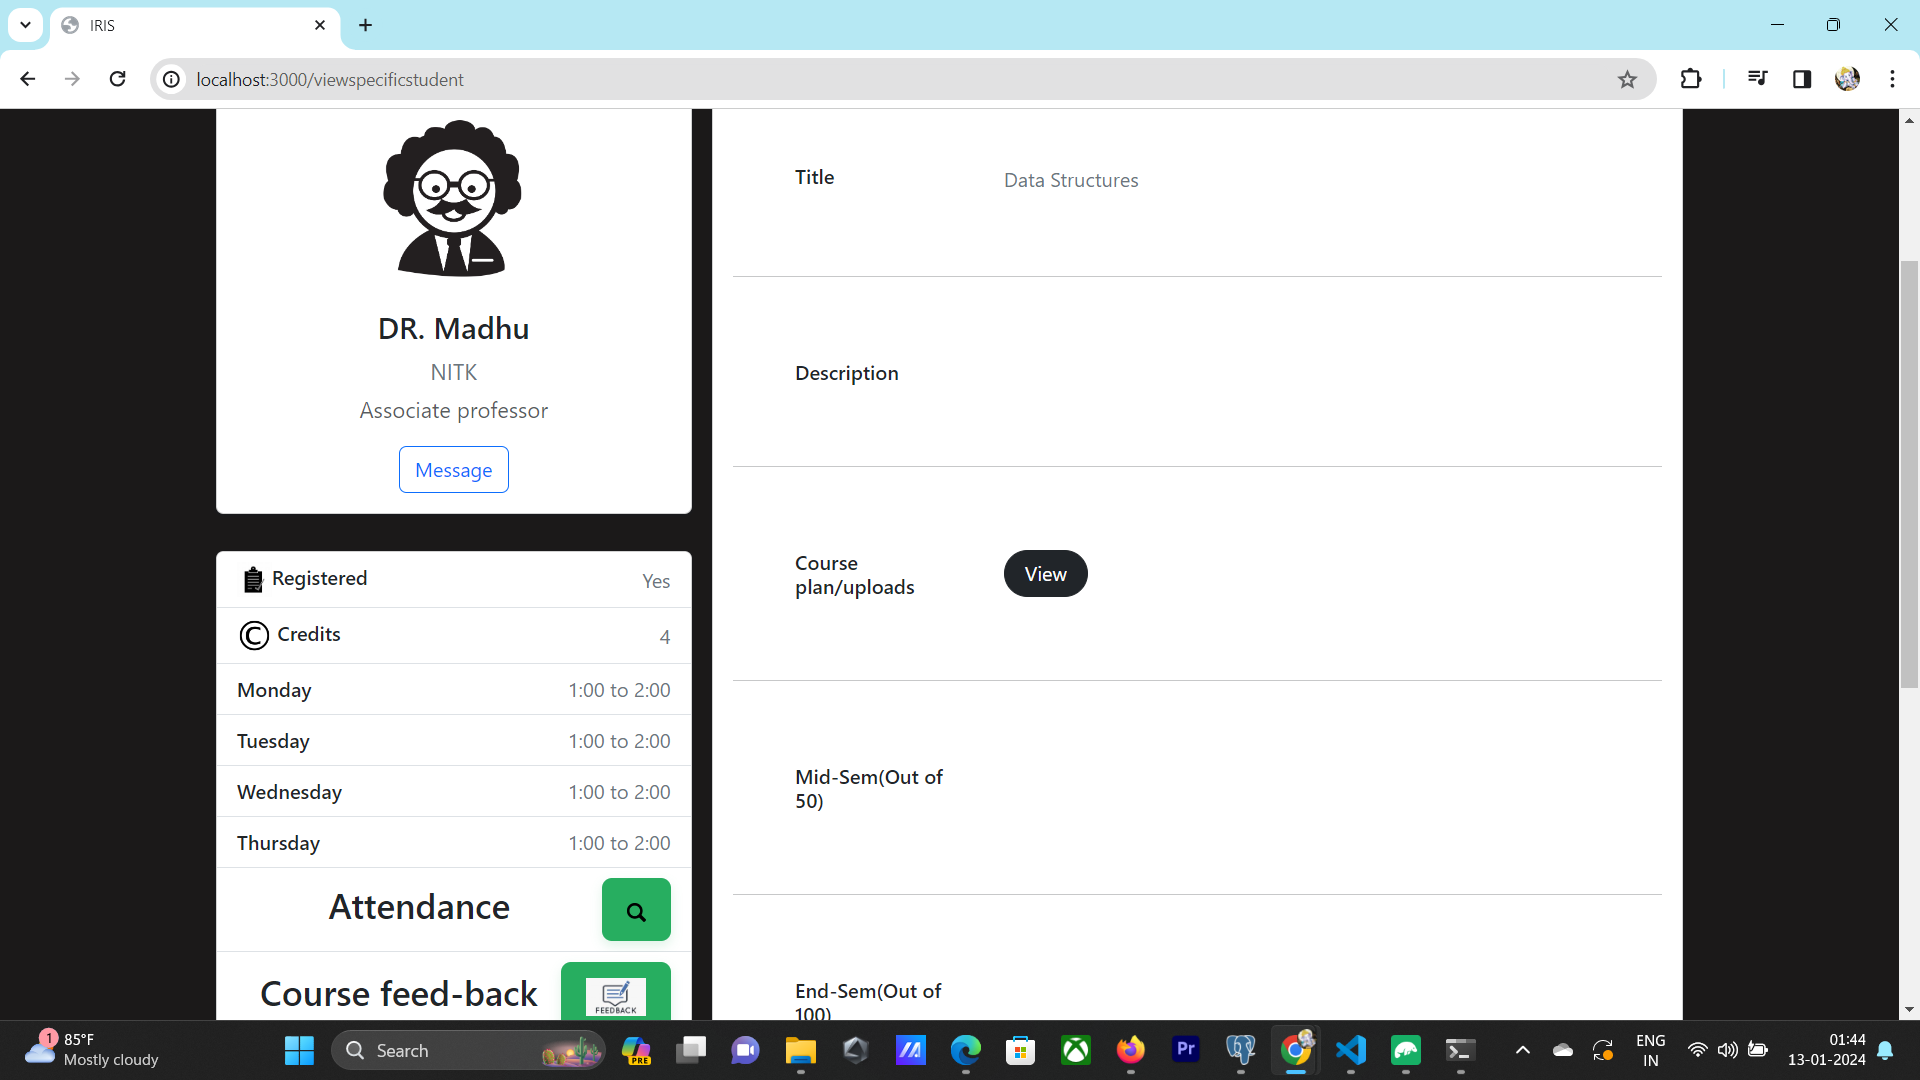 IRIS
localhost:3000/viewspecificstudent
DR. Madhu
NITK
Associate professor
Message
Registered Yes
© Credits 4
Monday 1:00 to 2:00
Tuesday 1:00 to 2:00
Wednesday 1:00 to 2:00
Thursday 1:00 to 2:00
Attendance
Course feed-back
FEEDBACK
Title Data Structures
Description
Course
plan/uploads
View
Mid-Sem(Out of
50)
End-Sem(Out of
100)
1
85°F
Mostly cloudy
Search
PRE
Pr
ENG
IN
01:44
13-01-2024